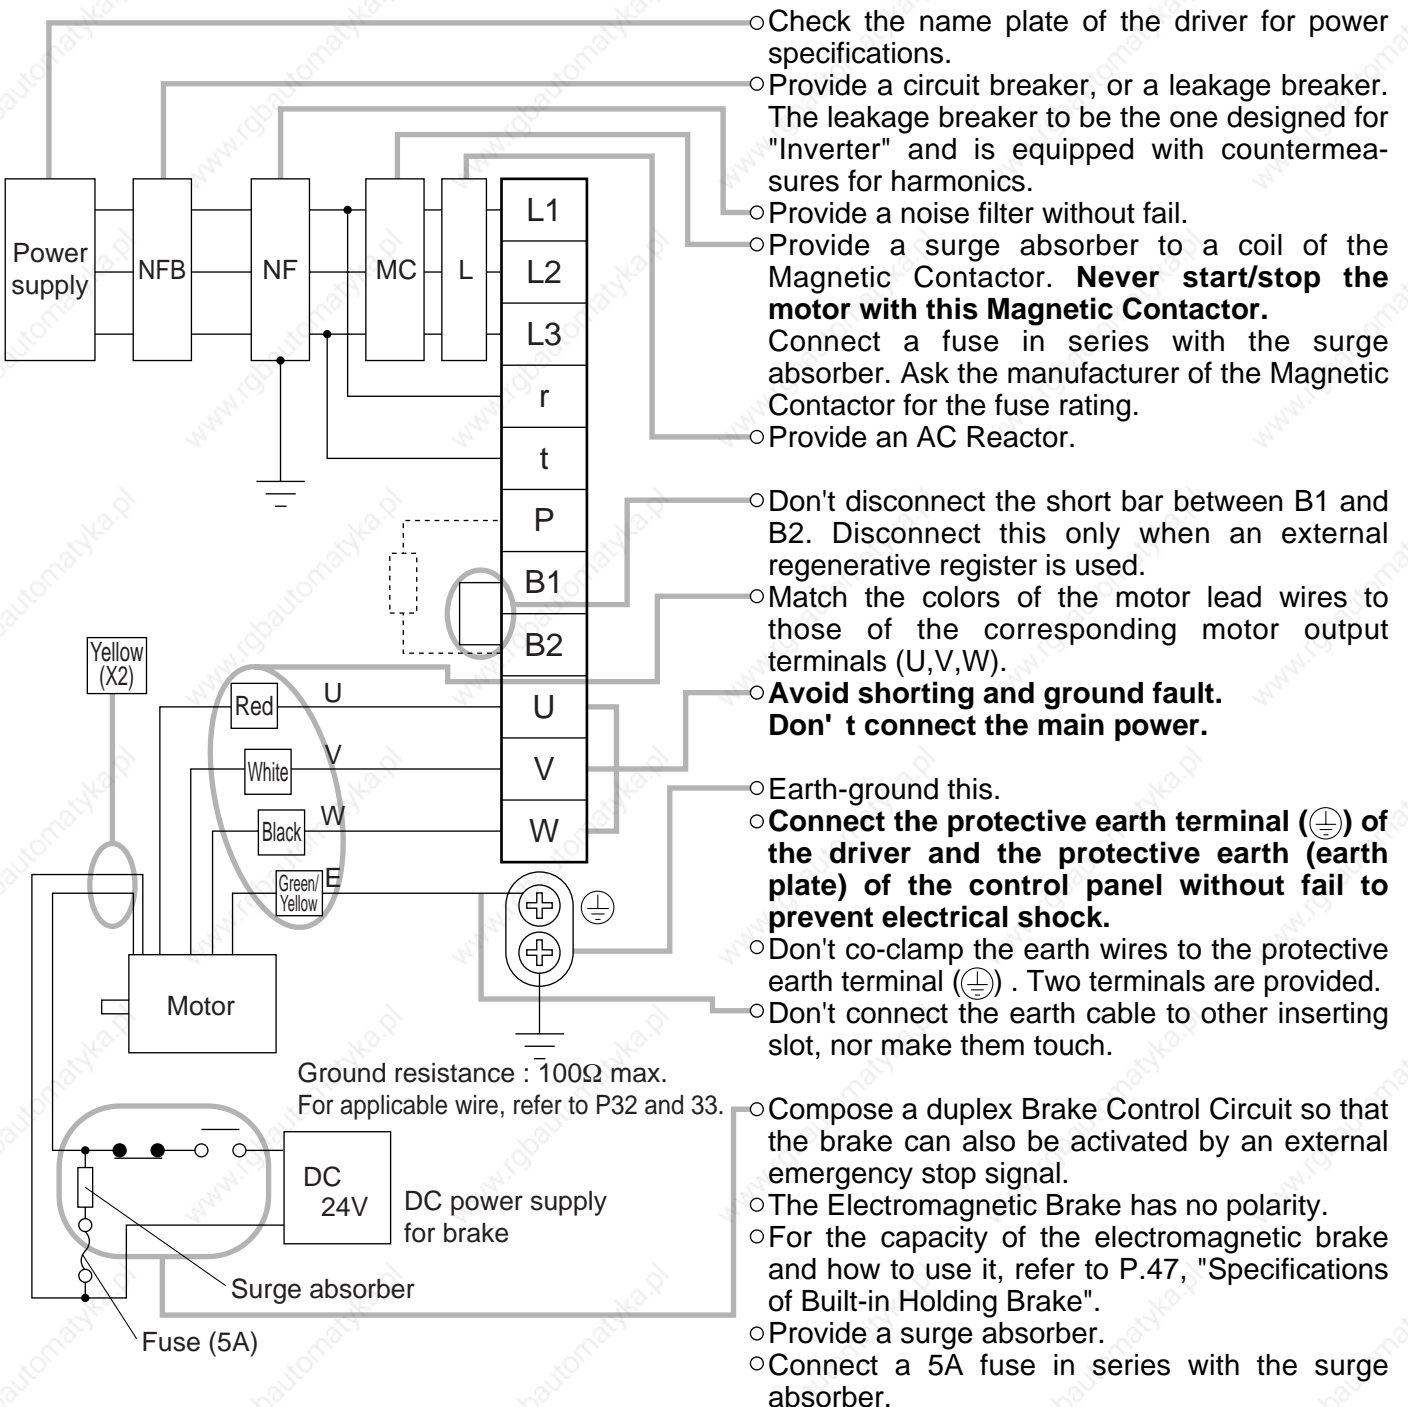 Check the name plate of the driver for power
specifications.
Provide a circuit breaker, or a leakage breaker.
The leakage breaker to be the one designed for
"Inverter" and is equipped with countermea-
sures for harmonics.
Provide a noise filter without fail.
Provide a surge absorber to a coil of the
Magnetic Contactor. Never start/stop the
motor with this Magnetic Contactor.
Connect a fuse in series with the surge
absorber. Ask the manufacturer of the Magnetic
Contactor for the fuse rating.
Provide an AC Reactor.
Don't disconnect the short bar between B1 and
B2. Disconnect this only when an external
regenerative register is used.
Match the colors of the motor lead wires to
those of the corresponding motor output
terminals (U,V,W).
Avoid shorting and ground fault.
Don' t connect the main power.
Earth-ground this.
Connect the protective earth terminal (⏚) of
the driver and the protective earth (earth
plate) of the control panel without fail to
prevent electrical shock.
Don't co-clamp the earth wires to the protective
earth terminal (⏚) . Two terminals are provided.
Don't connect the earth cable to other inserting
slot, nor make them touch.
Compose a duplex Brake Control Circuit so that
the brake can also be activated by an external
emergency stop signal.
The Electromagnetic Brake has no polarity.
For the capacity of the electromagnetic brake
and how to use it, refer to P.47, "Specifications
of Built-in Holding Brake".
Provide a surge absorber.
Connect a 5A fuse in series with the surge
absorber.
Power
supply
NFB
NF
MC
L
L1
L2
L3
r
t
P
B1
B2
U
V
W
Yellow
(X2)
Red
U
White
V
Black
W
Green/
Yellow
E
Motor
Ground resistance : 100Ω max.
For applicable wire, refer to P32 and 33.
DC
24V
DC power supply
for brake
Surge absorber
Fuse (5A)
www.rgbautomatyka.pl